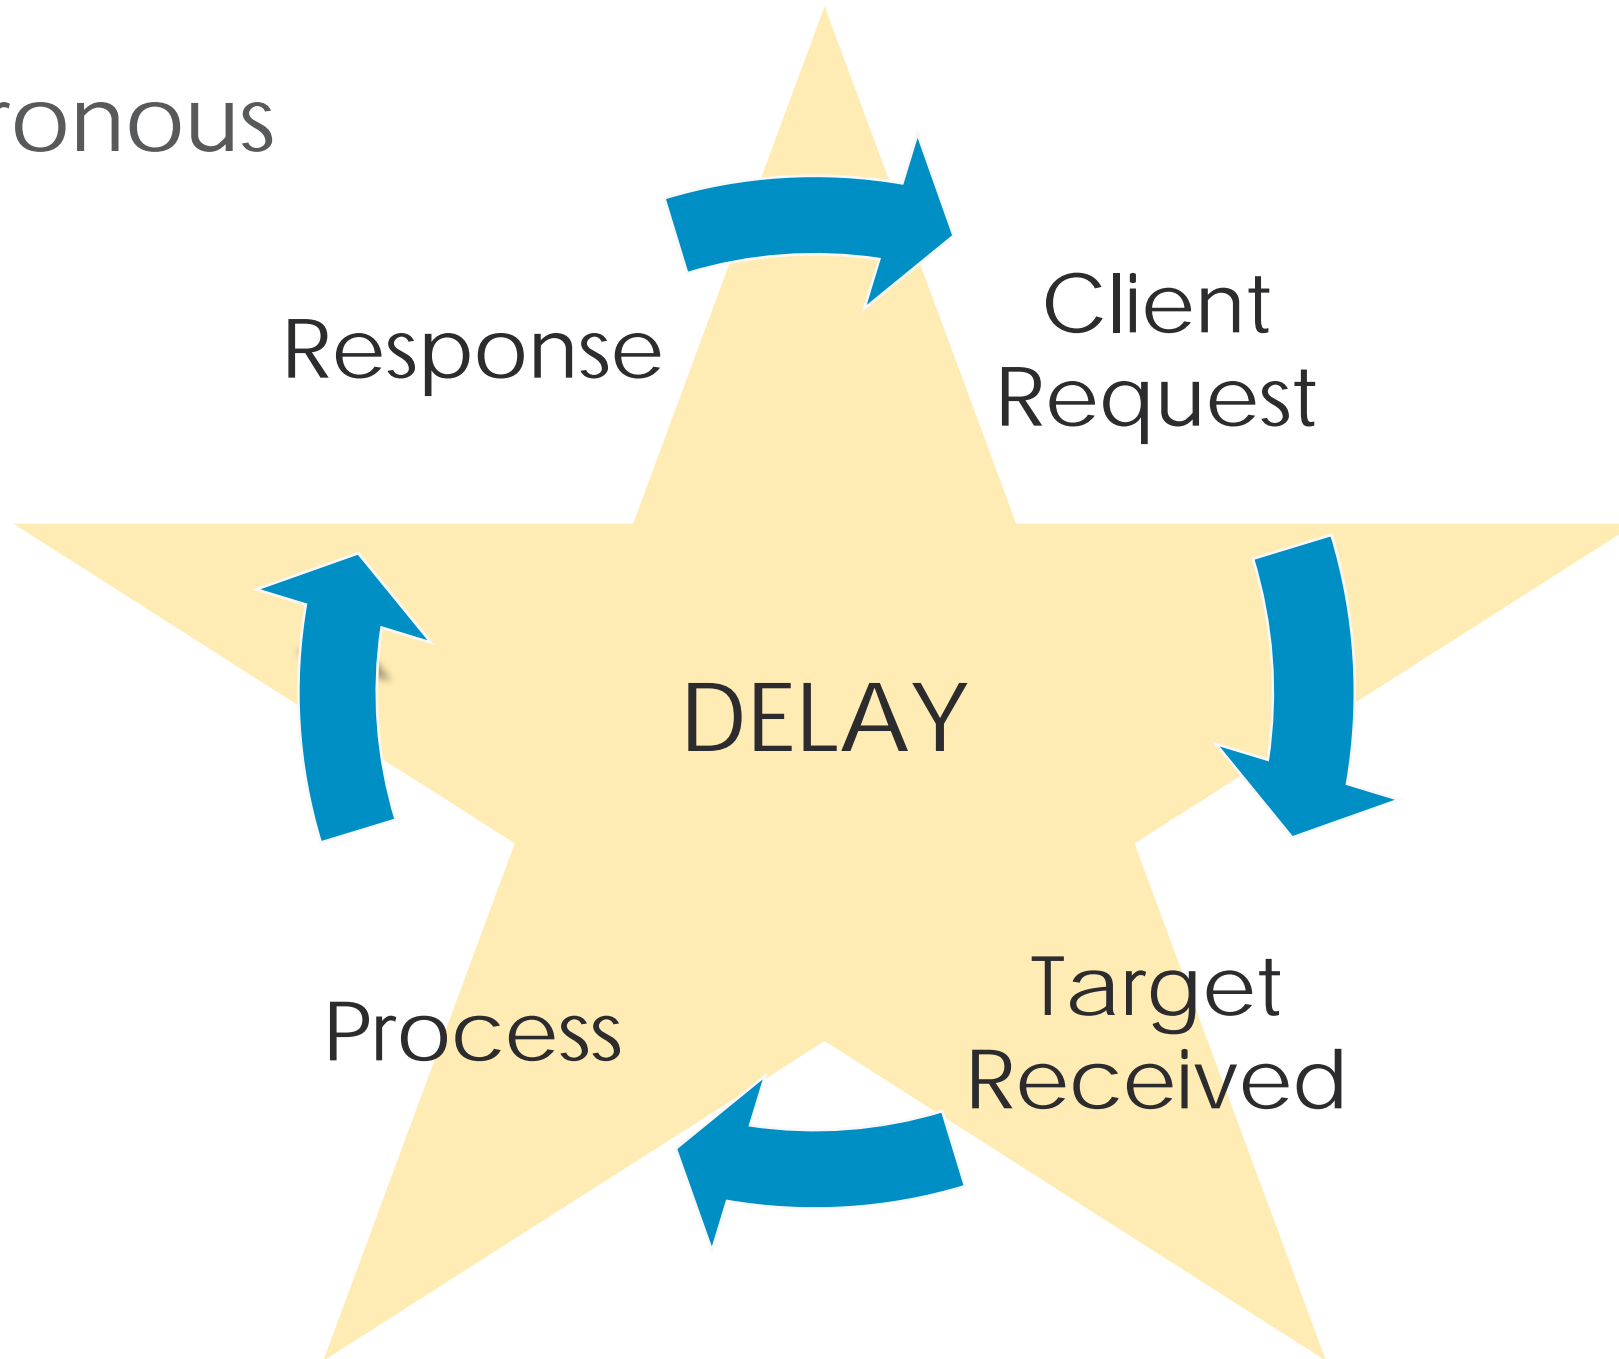 ronous
Response
Client
Request
DELAY
Process
Target
Received